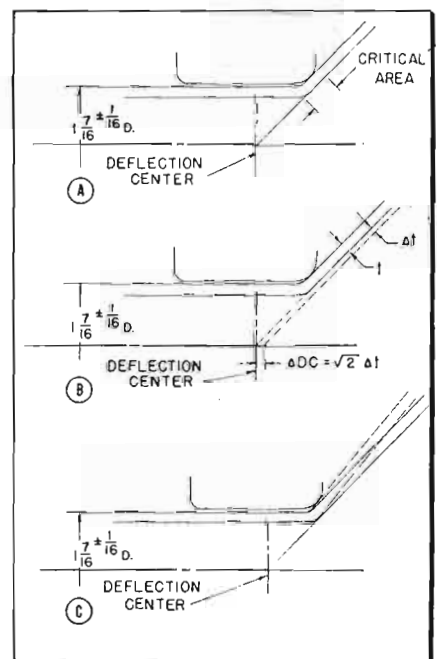 CRITICAL
AREA
1 7/16 ± 1/16 D.
DEFLECTION
CENTER
A
Δt
t
1 7/16 ± 1/16 D.
DEFLECTION
CENTER
ΔDC = √2 Δt
B
1 7/16 ± 1/16 D.
DEFLECTION
CENTER
C